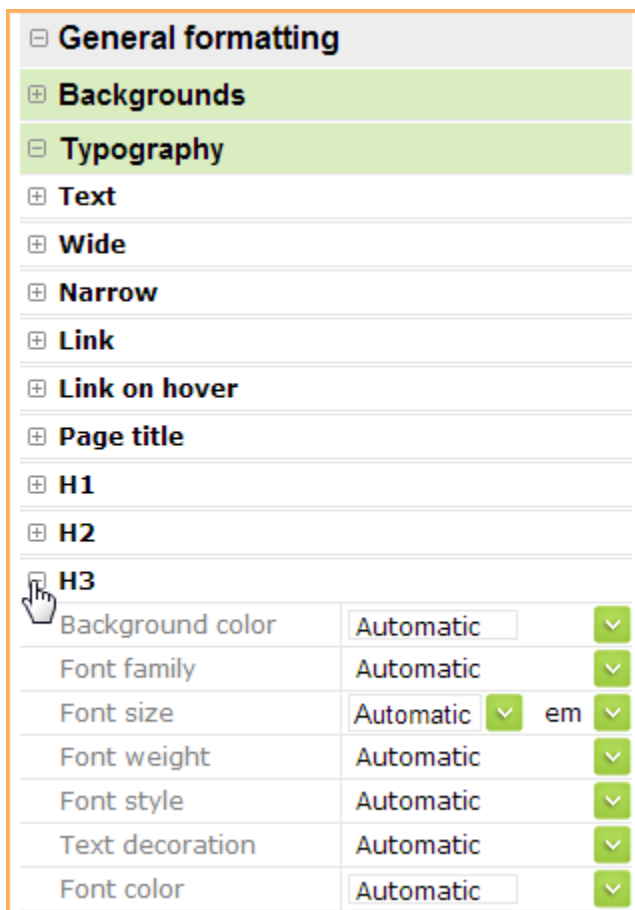 General formatting
Backgrounds
Typography
Text
Wide
Narrow
Link
Link on hover
Page title
H1
H2
H3
Background color Automatic
Font family Automatic
Font size Automatic em
Font weight Automatic
Font style Automatic
Text decoration Automatic
Font color Automatic